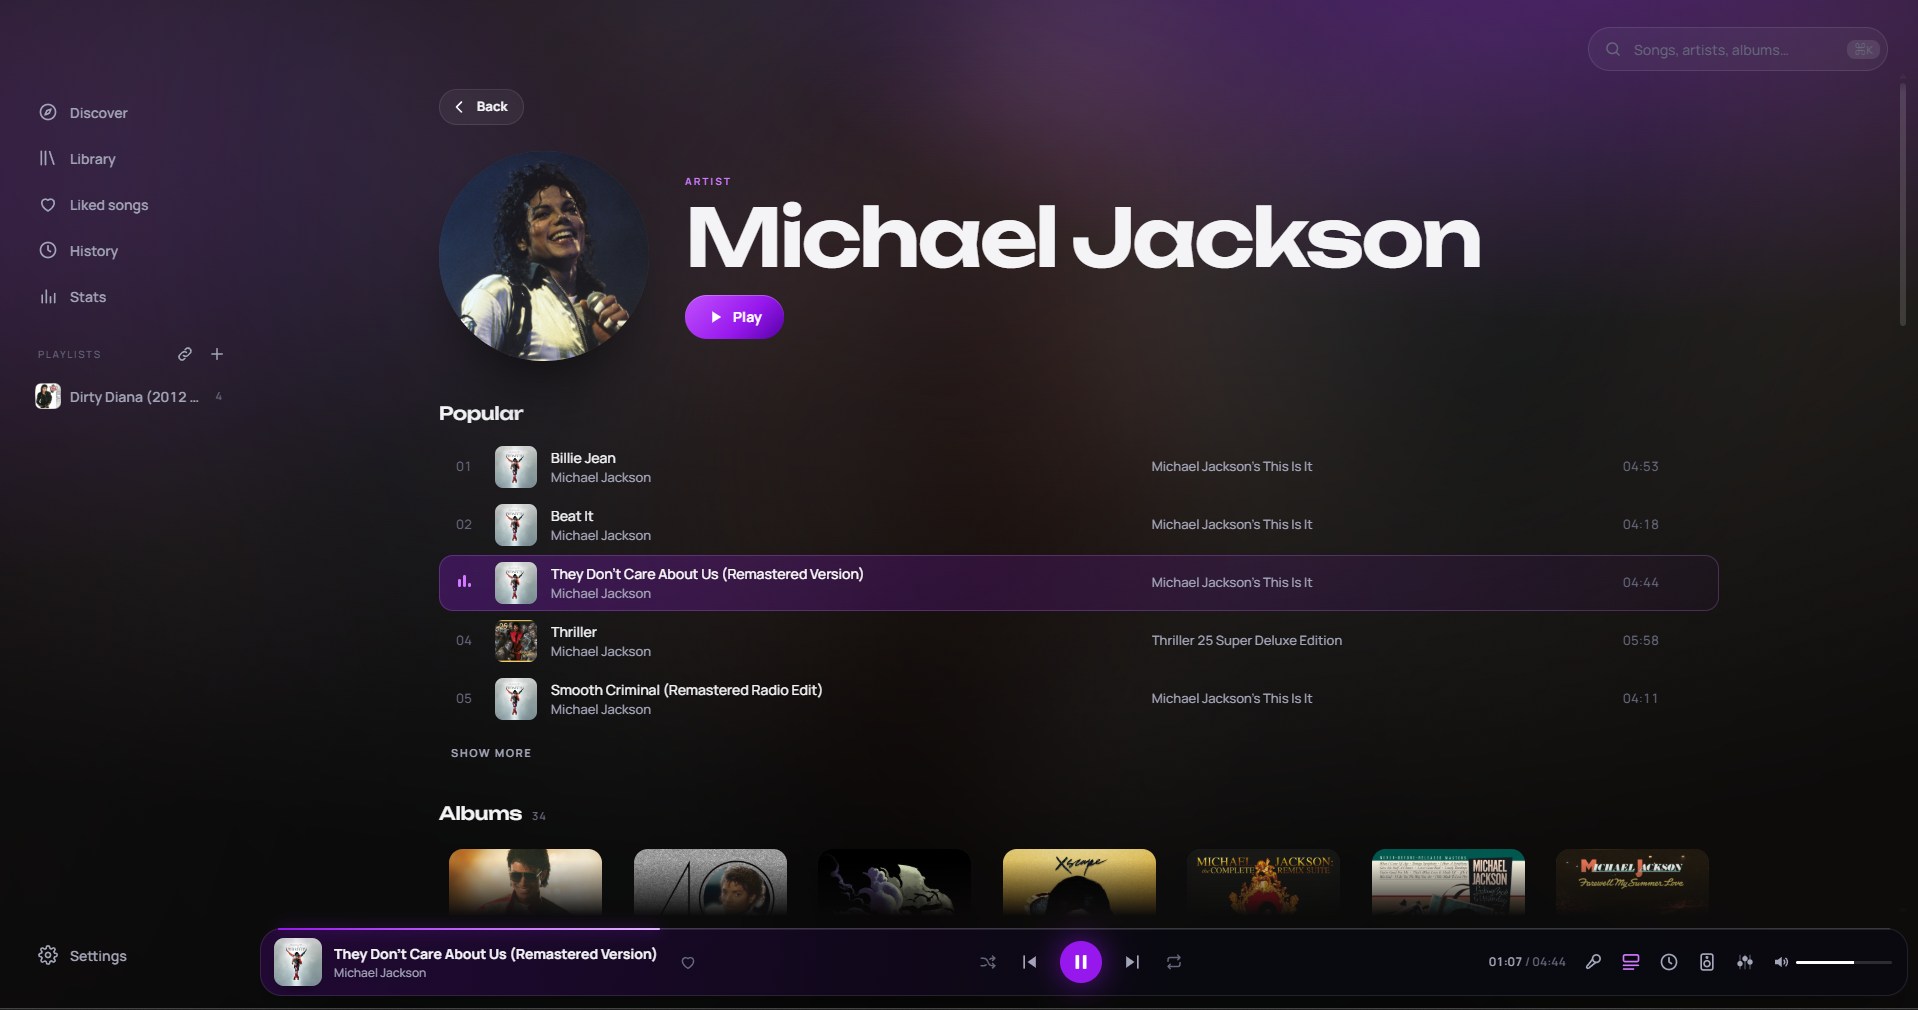 Songs, artists, albums...
⌘K
Discover
Library
Liked songs
History
Stats
PLAYLISTS
Dirty Diana (2012 ... 4
Settings
Back
ARTIST
Michael Jackson
Play
Popular
01
Billie Jean
Michael Jackson
Michael Jackson's This Is It
04:53
02
Beat It
Michael Jackson
Michael Jackson's This Is It
04:18
They Don't Care About Us (Remastered Version)
Michael Jackson
Michael Jackson's This Is It
04:44
04
Thriller
Michael Jackson
Thriller 25 Super Deluxe Edition
05:58
05
Smooth Criminal (Remastered Radio Edit)
Michael Jackson
Michael Jackson's This Is It
04:11
SHOW MORE
Albums 34
40
Xscape
MICHAEL JACKSON:
the COMPLETE REMIX SUITE
MICHAEL
JACKSON
MICHAEL JACKSON
Farewell My Summer Love
They Don't Care About Us (Remastered Version)
Michael Jackson
01:07 / 04:44